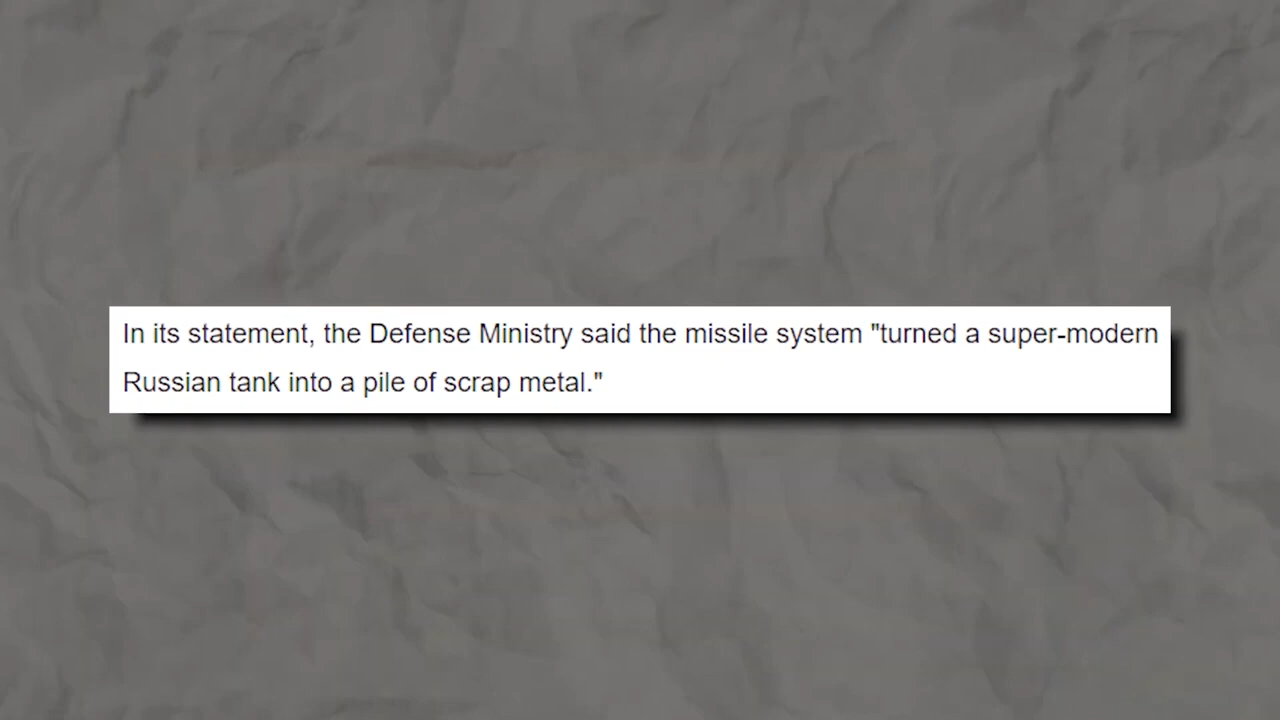 In its statement, the Defense Ministry said the missile system "turned a super-modern
Russian tank into a pile of scrap metal."